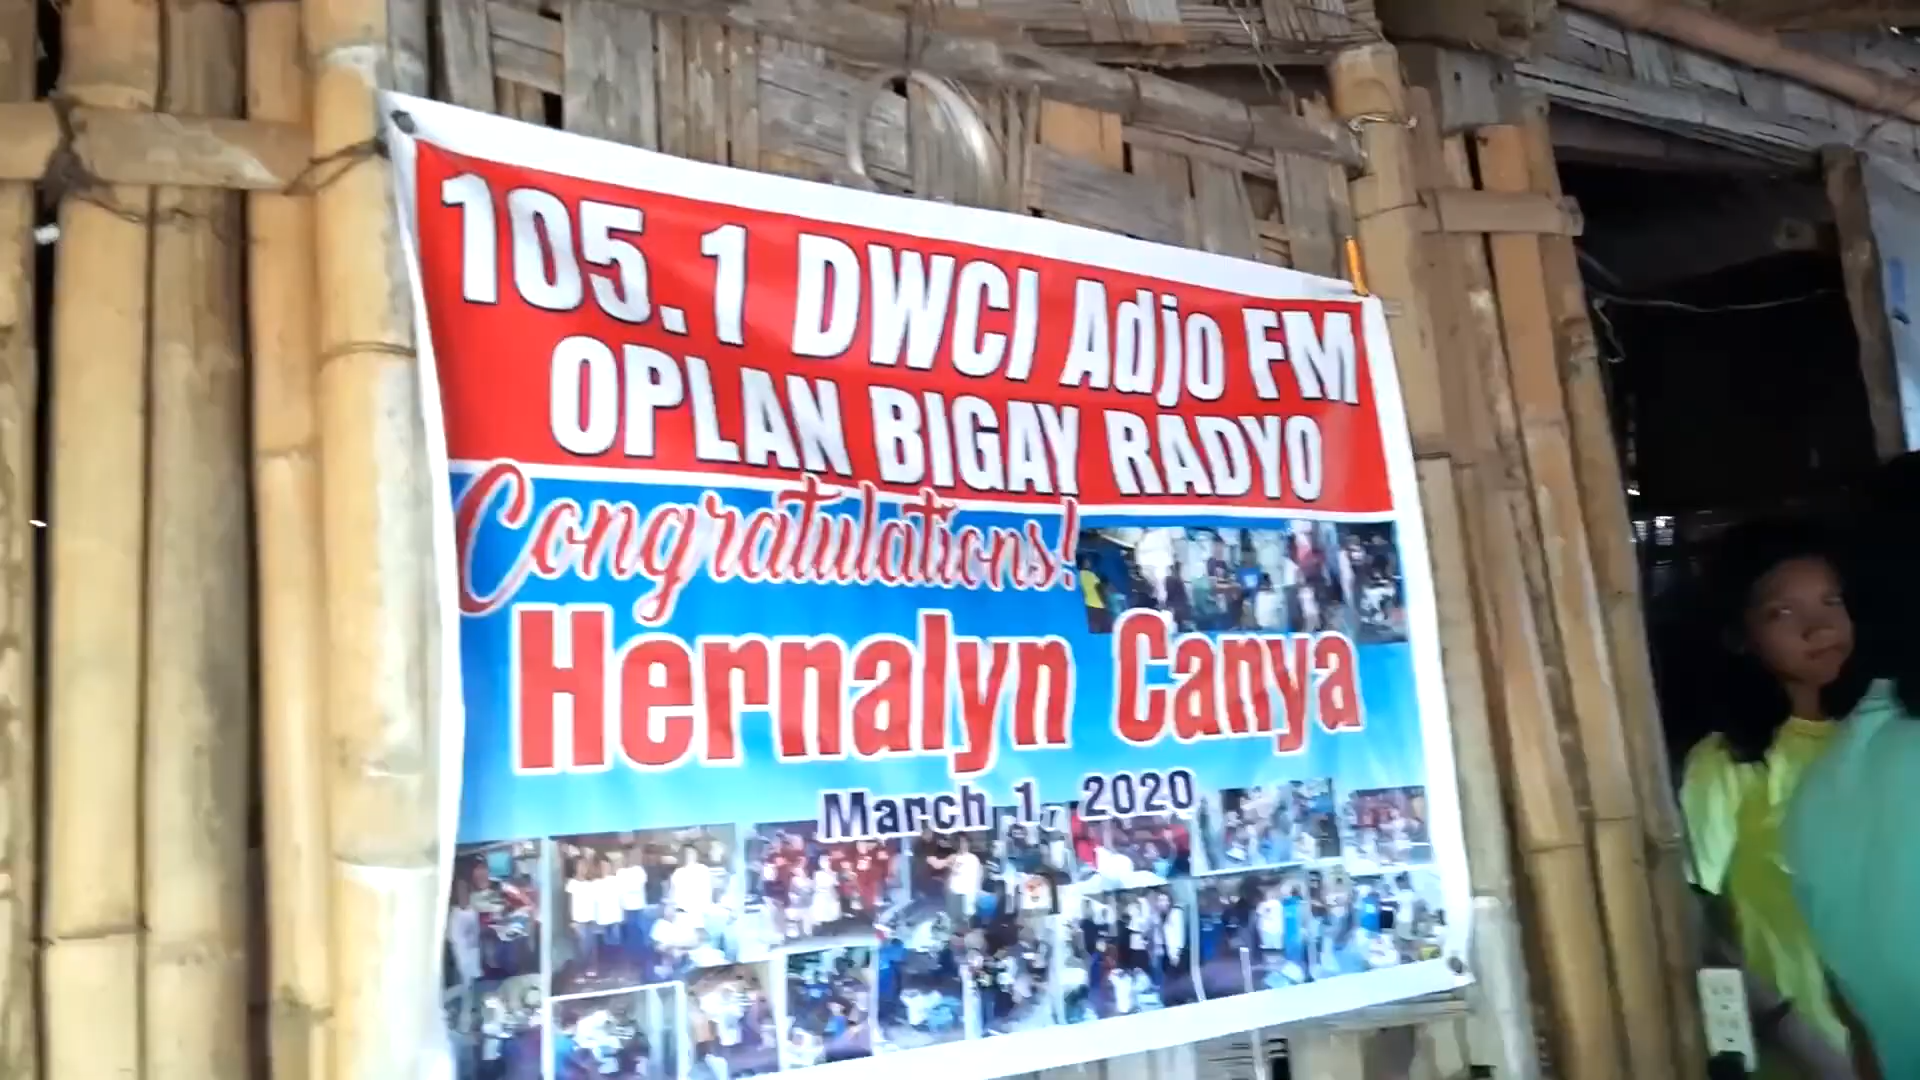 105.1 DWCI Adjo FM
OPLAN BIGAY RADYO
Congratulations!
Hernalyn Canya
March 1, 2020